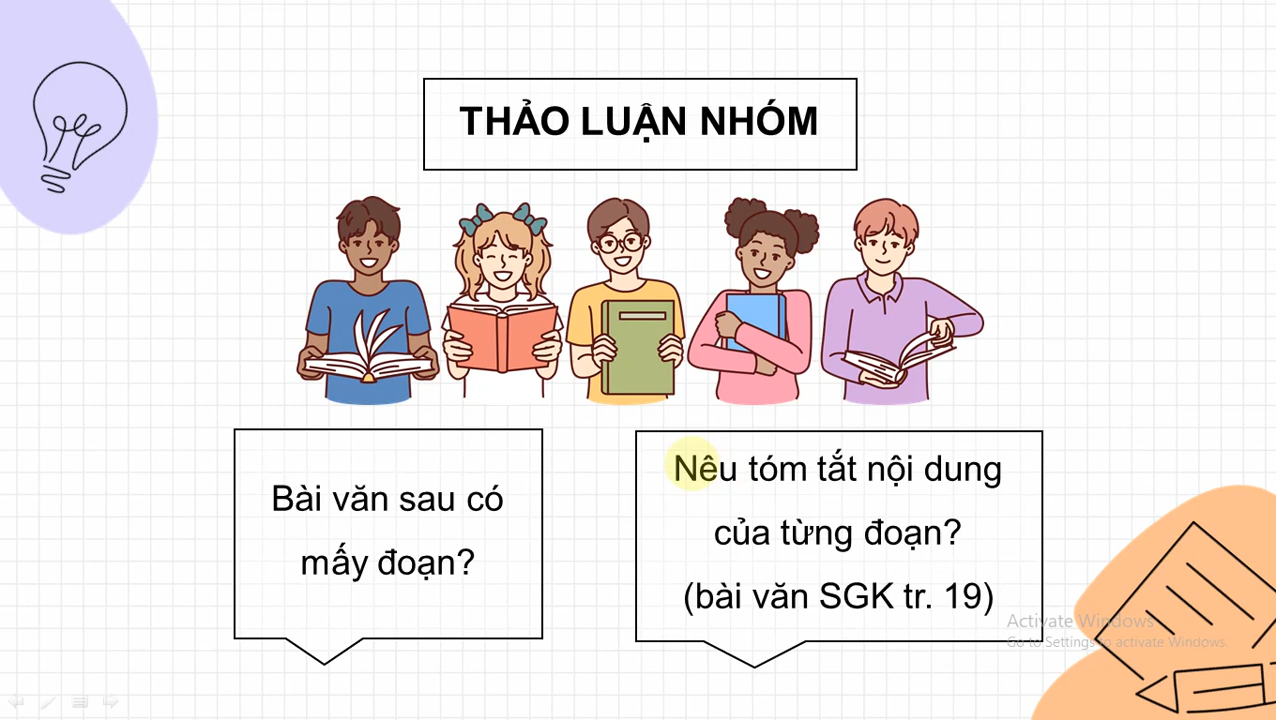 THẢO LUẬN NHÓM
Bài văn sau có
mấy đoạn?
Nêu tóm tắt nội dung
của từng đoạn?
(bài văn SGK tr. 19)
Activate Windows
Go to Settings to activate Windows.